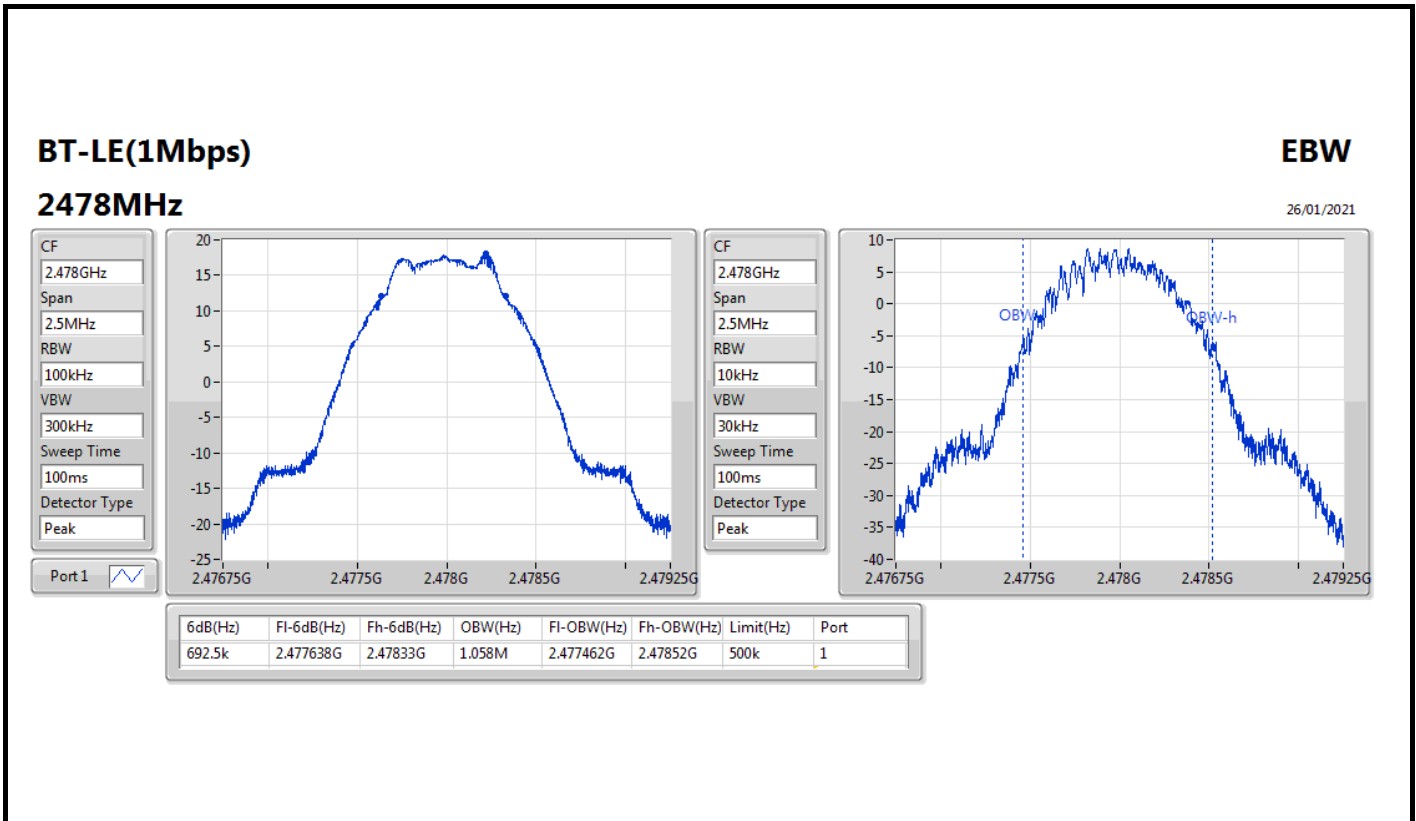 BT-LE(1Mbps)
EBW
2478MHz
26/01/2021
CF
2.478GHz
Span
2.5MHz
RBW
100kHz
VBW
300kHz
Sweep Time
100ms
Detector Type
Peak
Port 1
20
15
10
5
0
-5
-10
-15
-20
-25
2.47675G 2.4775G 2.478G 2.4785G 2.47925G
CF
2.478GHz
Span
2.5MHz
RBW
10kHz
VBW
30kHz
Sweep Time
100ms
Detector Type
Peak
10
5
0
-5
-10
-15
-20
-25
-30
-35
-40
OBW
OBW-h
2.47675G 2.4775G 2.478G 2.4785G 2.47925G
6dB(Hz) Fl-6dB(Hz) Fh-6dB(Hz) OBW(Hz) Fl-OBW(Hz) Fh-OBW(Hz) Limit(Hz) Port
692.5k 2.477638G 2.47833G 1.058M 2.477462G 2.47852G 500k 1